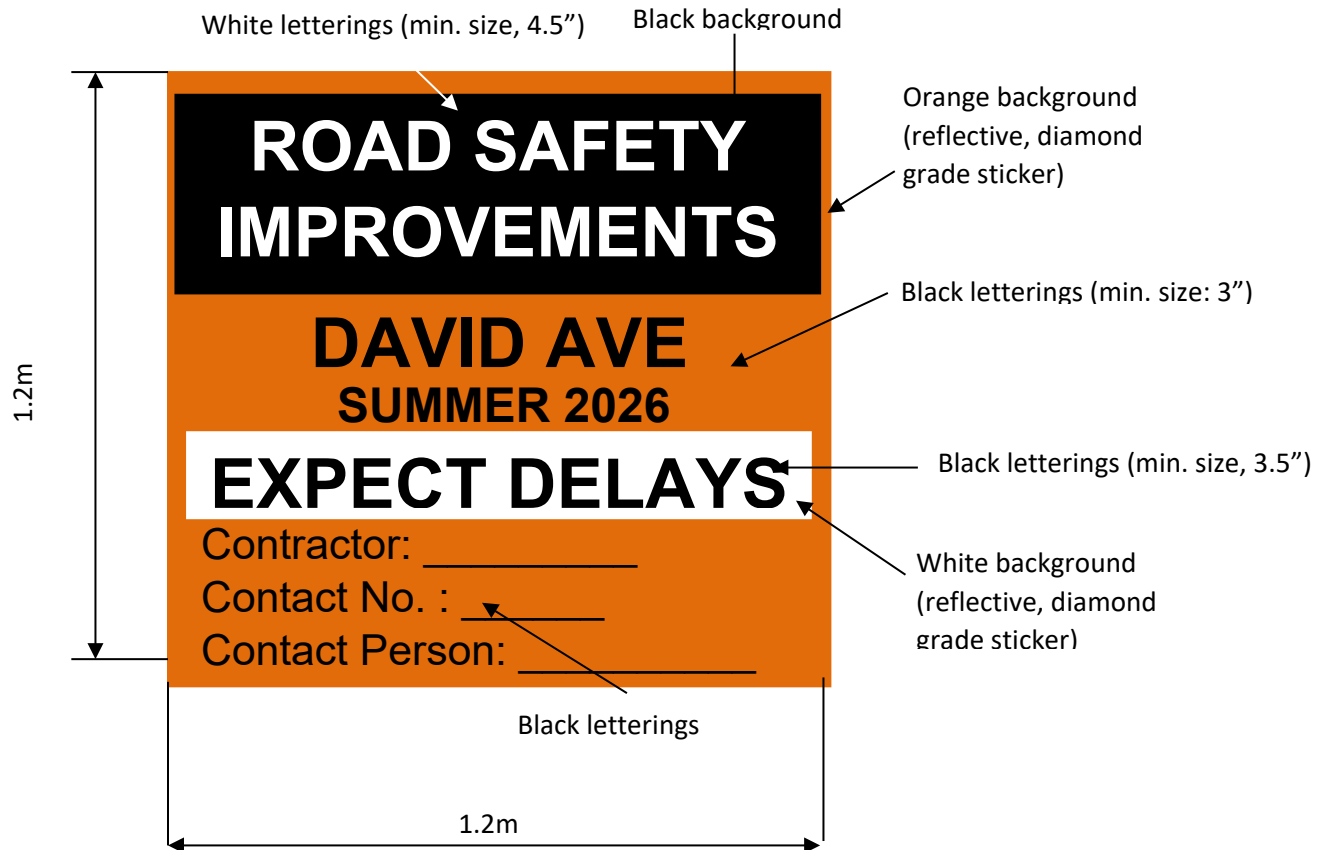 White letterings (min. size, 4.5”)
Black background
ROAD SAFETY
IMPROVEMENTS
Orange background
(reflective, diamond
grade sticker)
Black letterings (min. size: 3”)
DAVID AVE
SUMMER 2026
1.2m
EXPECT DELAYS
Black letterings (min. size, 3.5”)
Contractor: _________
Contact No. : ______
Contact Person: __________
White background
(reflective, diamond
grade sticker)
Black letterings
1.2m